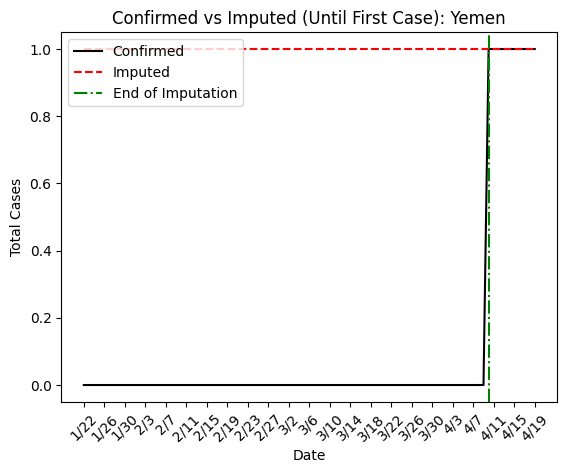 Confirmed vs Imputed (Until First Case): Yemen
Confirmed
Imputed
End of Imputation
Total Cases
1.0
0.8
0.6
0.4
0.2
0.0
1/22 1/26 1/30 2/3 2/7 2/11 2/15 2/19 2/23 2/27 3/2 3/6 3/10 3/14 3/18 3/22 3/26 3/30 4/3 4/7 4/11 4/15 4/19
Date